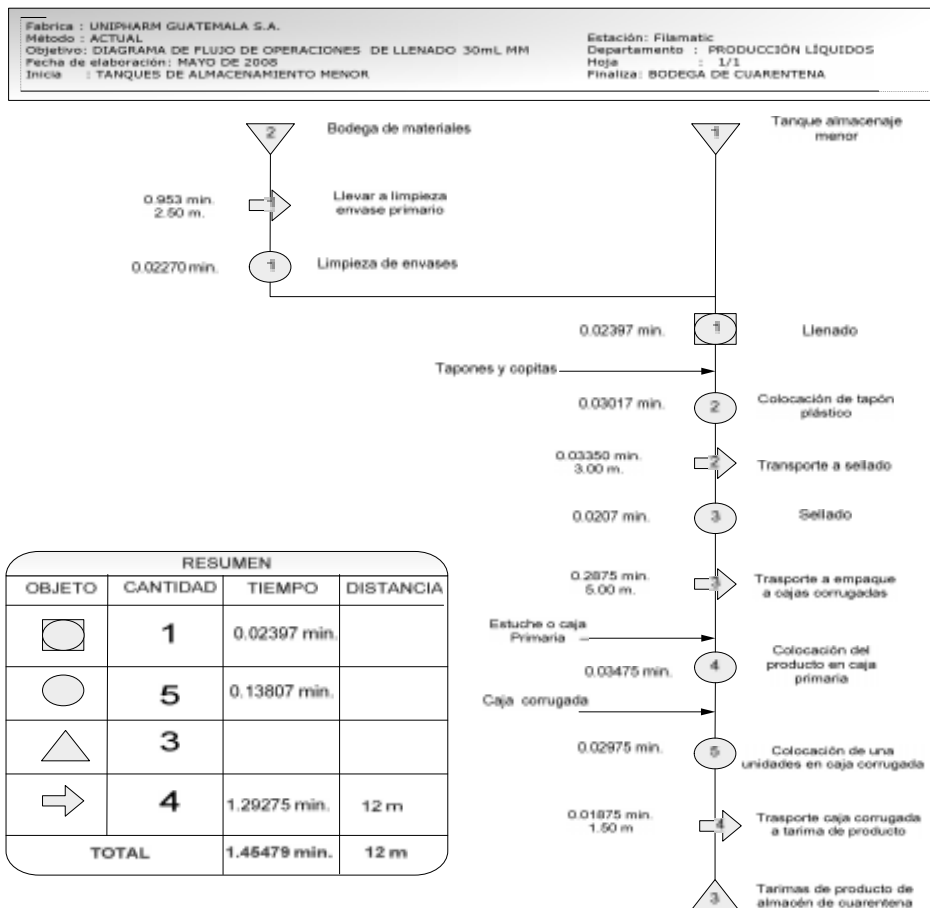 Fabrica : UNIPHARM GUATEMALA S.A.
Método : ACTUAL
Objetivo: DIAGRAMA DE FLUJO DE OPERACIONES DE LLENADO 30mL MM
Fecha de elaboración: MAYO DE 2008
Inicia : TANQUES DE ALMACENAMIENTO MENOR
Estación: Filamatic
Departamento : PRODUCCIÓN LÍQUIDOS
Hoja : 1/1
Finaliza: BODEGA DE CUARENTENA
2
Bodega de materiales
1
Tanque almacenaje
menor
0.953 min.
2.50 m.
1
Llevar a limpieza
envase primario
0.02270 min.
1
Limpieza de envases
0.02397 min.
1
Llenado
Tapones y copitas
0.03017 min.
2
Colocación de tapón
plástico
0.03350 min.
3.00 m.
2
Transporte a sellado
0.0207 min.
3
Sellado
0.2875 min.
5.00 m.
3
Trasporte a empaque
a cajas corrugadas
Estuche o caja
Primaria
0.03475 min.
4
Colocación del
producto en caja
primaria
Caja corrugada
0.02975 min.
5
Colocación de una
unidades en caja corrugada
0.01875 min.
1.50 m
4
Trasporte caja corrugada
a tarima de producto
3
Tarimas de producto de
almacén de cuarentena
RESUMEN
OBJETO CANTIDAD TIEMPO DISTANCIA
1 0.02397 min.
5 0.13807 min.
3
4 1.29275 min. 12 m
TOTAL 1.45479 min. 12 m